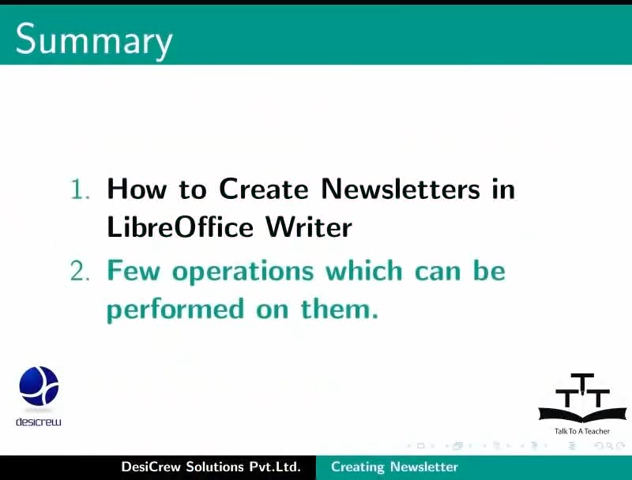 Summary
1. How to Create Newsletters in
LibreOffice Writer
2. Few operations which can be
performed on them.
desicrew
TTT
Talk To A Teacher
DesiCrew Solutions Pvt.Ltd. Creating Newsletter